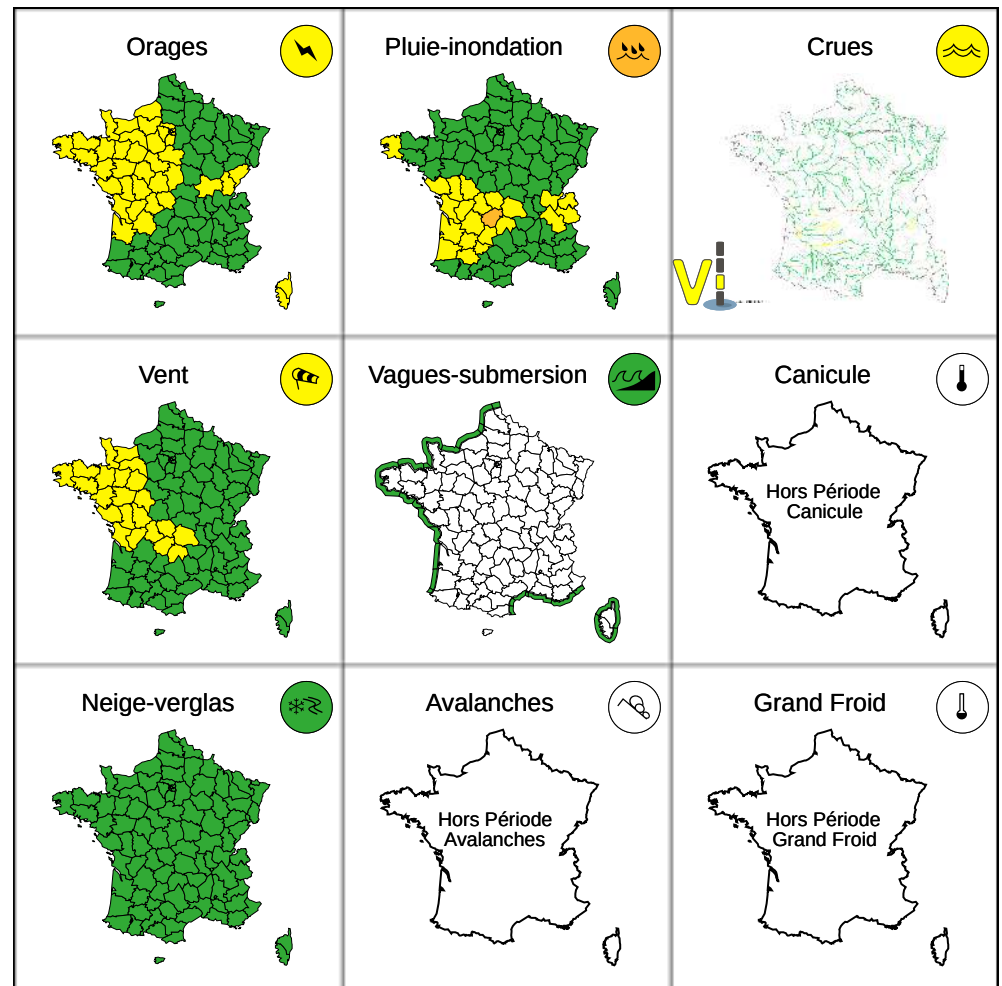 Orages
Pluie-inondation
Crues
Vi
Vent
Vagues-submersion
Canicule
Hors Période
Canicule
Neige-verglas
Avalanches
Grand Froid
Hors Période
Avalanches
Hors Période
Grand Froid